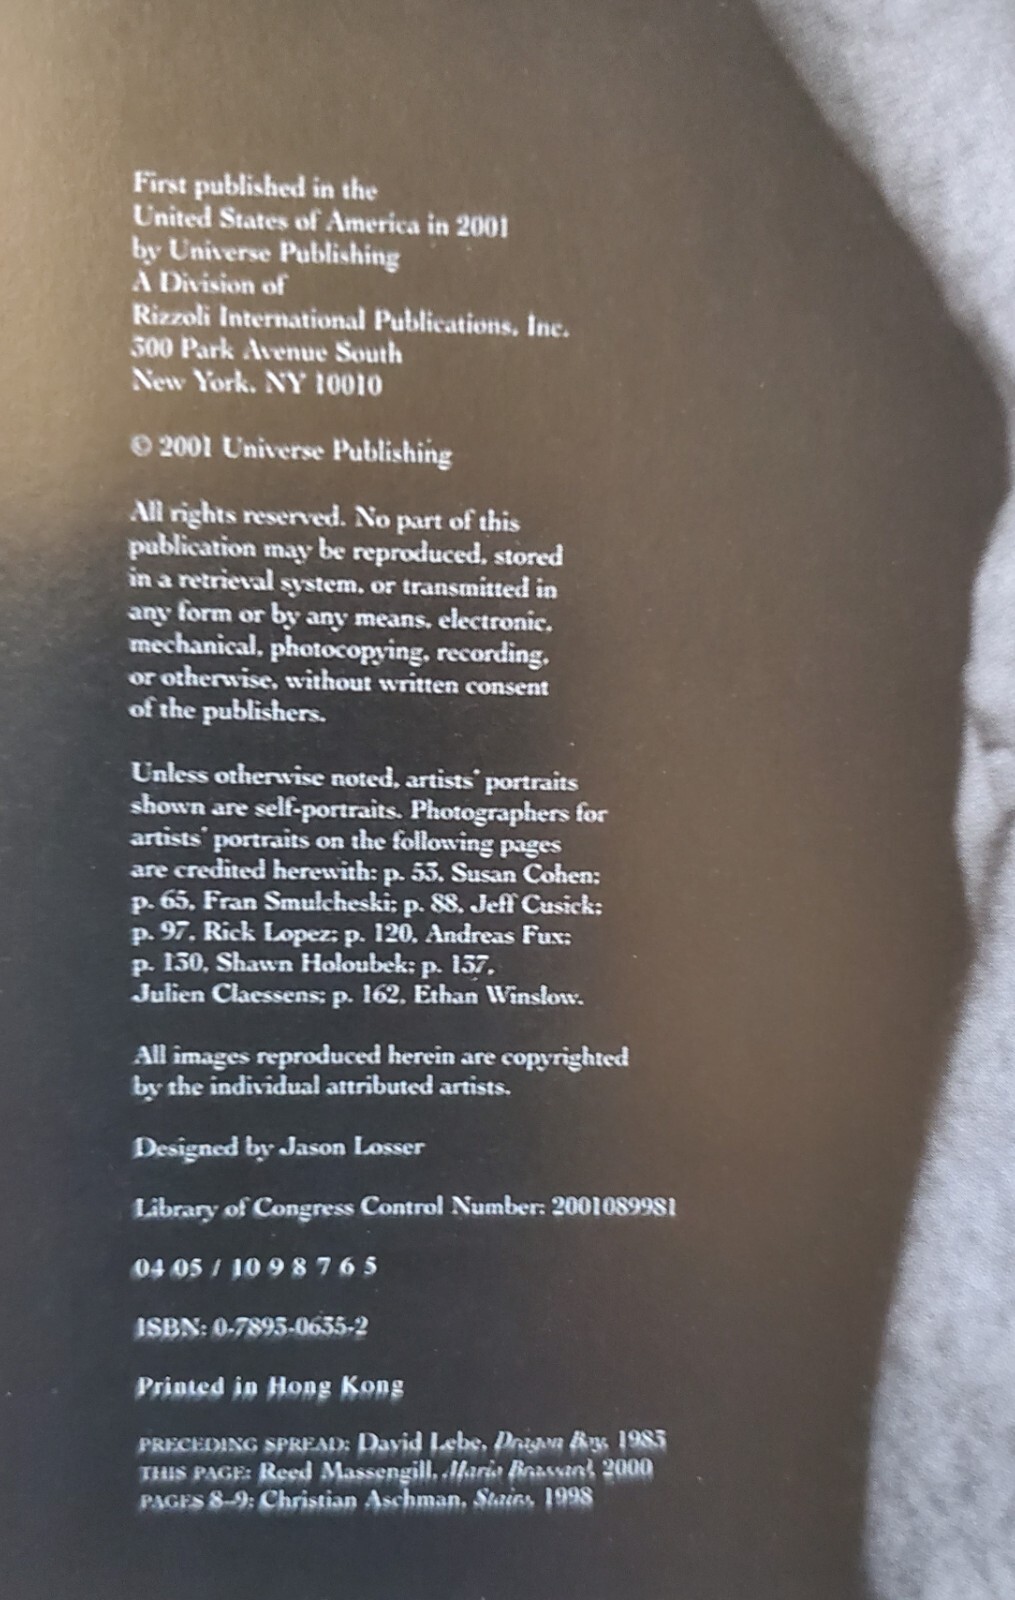 First published in the
United States of America in 2001
by Universe Publishing
A Division of
Rizzoli International Publications, Inc.
300 Park Avenue South
New York, NY 10010
© 2001 Universe Publishing
All rights reserved. No part of this
publication may be reproduced, stored
in a retrieval system, or transmitted in
any form or by any means, electronic,
mechanical, photocopying, recording,
or otherwise, without written consent
of the publishers.
Unless otherwise noted, artists' portraits
shown are self-portraits. Photographers for
artists' portraits on the following pages
are credited herewith: p. 53, Susan Cohen;
p. 65, Fran Smulcheski; p. 88, Jeff Cusick;
p. 97, Rick Lopez; p. 120, Andreas Fux;
p. 130, Shawn Holoubek; p. 137,
Julien Claessens; p. 162, Ethan Winslow.
All images reproduced herein are copyrighted
by the individual attributed artists.
Designed by Jason Losser
Library of Congress Control Number: 2001089981
04 05 / 10 9 8 7 6 5
ISBN: 0-7893-0635-2
Printed in Hong Kong
PRECEDING SPREAD: David Lebe, Dragon Boy, 1983
THIS PAGE: Reed Massengill, Mario Brassard, 2000
PAGES 8–9: Christian Aschman, Stairs, 1998